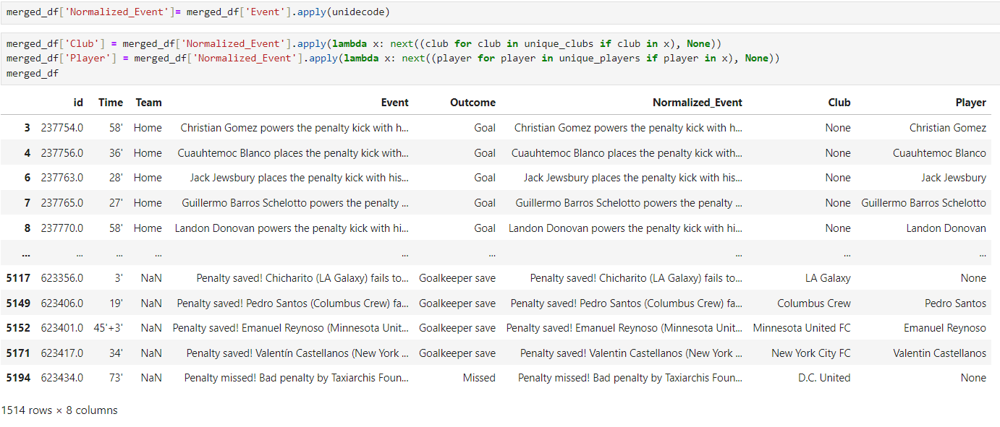 merged_df['Normalized_Event']= merged_df['Event'].apply(unidecode)
merged_df['Club'] = merged_df['Normalized_Event'].apply(lambda x: next((club for club in unique_clubs if club in x), None))
merged_df['Player'] = merged_df['Normalized_Event'].apply(lambda x: next((player for player in unique_players if player in x), None))
merged_df
id Time Team Event Outcome Normalized_Event Club Player
3 237754.0 58' Home Christian Gomez powers the penalty kick with h... Goal Christian Gomez powers the penalty kick with h... None Christian Gomez
4 237756.0 36' Home Cuauhtemoc Blanco places the penalty kick with... Goal Cuauhtemoc Blanco places the penalty kick with... None Cuauhtemoc Blanco
6 237763.0 28' Home Jack Jewsbury places the penalty kick with his... Goal Jack Jewsbury places the penalty kick with his... None Jack Jewsbury
7 237765.0 27' Home Guillermo Barros Schelotto powers the penalty ... Goal Guillermo Barros Schelotto powers the penalty ... None Guillermo Barros Schelotto
8 237770.0 58' Home Landon Donovan powers the penalty kick with hi... Goal Landon Donovan powers the penalty kick with hi... None Landon Donovan
... ... ... ... ... ... ... ... ...
5117 623356.0 3' NaN Penalty saved! Chicharito (LA Galaxy) fails to... Goalkeeper save Penalty saved! Chicharito (LA Galaxy) fails to... LA Galaxy None
5149 623406.0 19' NaN Penalty saved! Pedro Santos (Columbus Crew) fa... Goalkeeper save Penalty saved! Pedro Santos (Columbus Crew) fa... Columbus Crew Pedro Santos
5152 623401.0 45'+3' NaN Penalty saved! Emanuel Reynoso (Minnesota Unit... Goalkeeper save Penalty saved! Emanuel Reynoso (Minnesota Unit... Minnesota United FC Emanuel Reynoso
5171 623417.0 34' NaN Penalty saved! Valentín Castellanos (New York ... Goalkeeper save Penalty saved! Valentin Castellanos (New York ... New York City FC Valentin Castellanos
5194 623434.0 73' NaN Penalty missed! Bad penalty by Taxiarchis Foun... Missed Penalty missed! Bad penalty by Taxiarchis Foun... D.C. United None
1514 rows × 8 columns